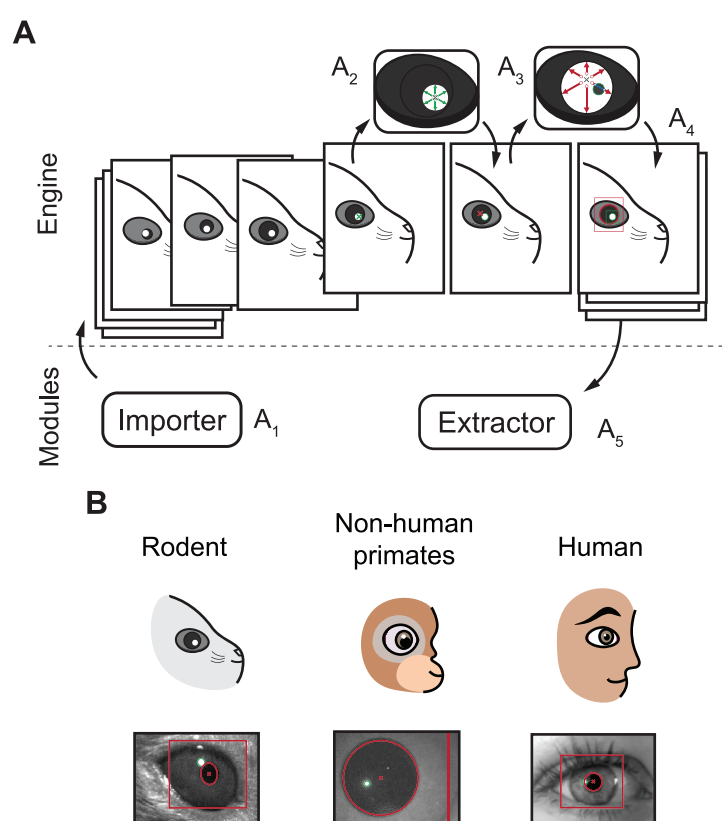 A
A2
A3
A4
Engine
Modules
Importer
A1
Extractor
A5
B
Rodent
Non-human
primates
Human